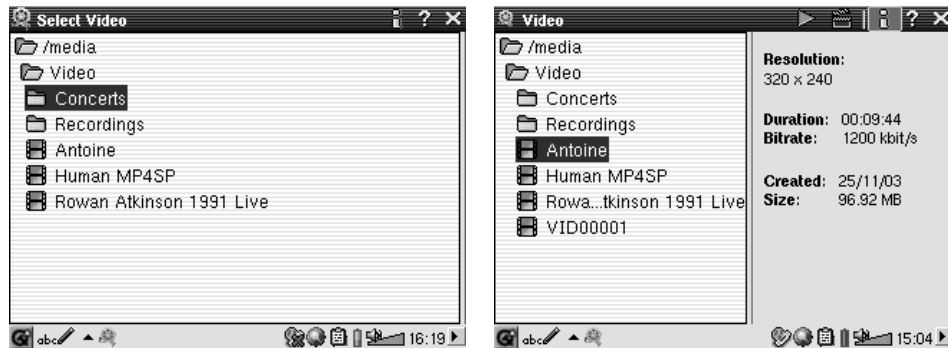 Select Video
i ? ×
/media
Video
Concerts
Recordings
Antoine
Human MP4SP
Rowan Atkinson 1991 Live
abc
16:19
Video
i ? ×
/media
Video
Concerts
Recordings
Antoine
Human MP4SP
Rowa...tkinson 1991 Live
VID00001
Resolution:
320 x 240
Duration: 00:09:44
Bitrate: 1200 kbit/s
Created: 25/11/03
Size: 96.92 MB
abc
15:04